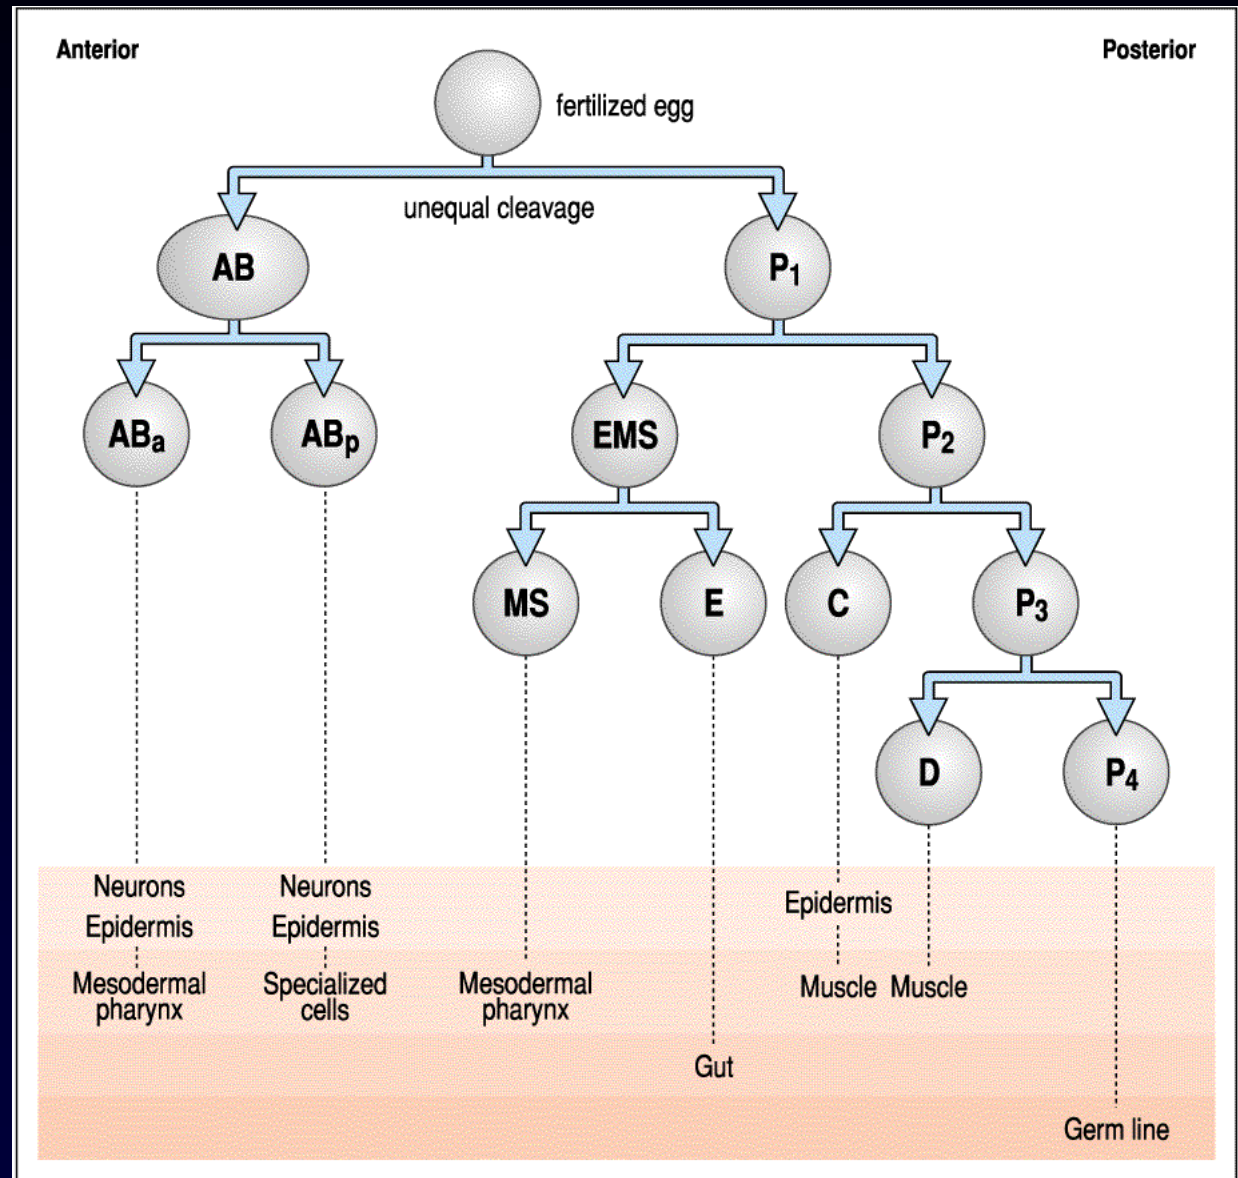 Anterior
Posterior
fertilized egg
unequal cleavage
AB
P1
ABa
ABp
EMS
P2
MS
E
C
P3
D
P4
Neurons
Epidermis
Mesodermal
pharynx
Neurons
Epidermis
Specialized
cells
Mesodermal
pharynx
Gut
Epidermis
Muscle
Muscle
Germ line